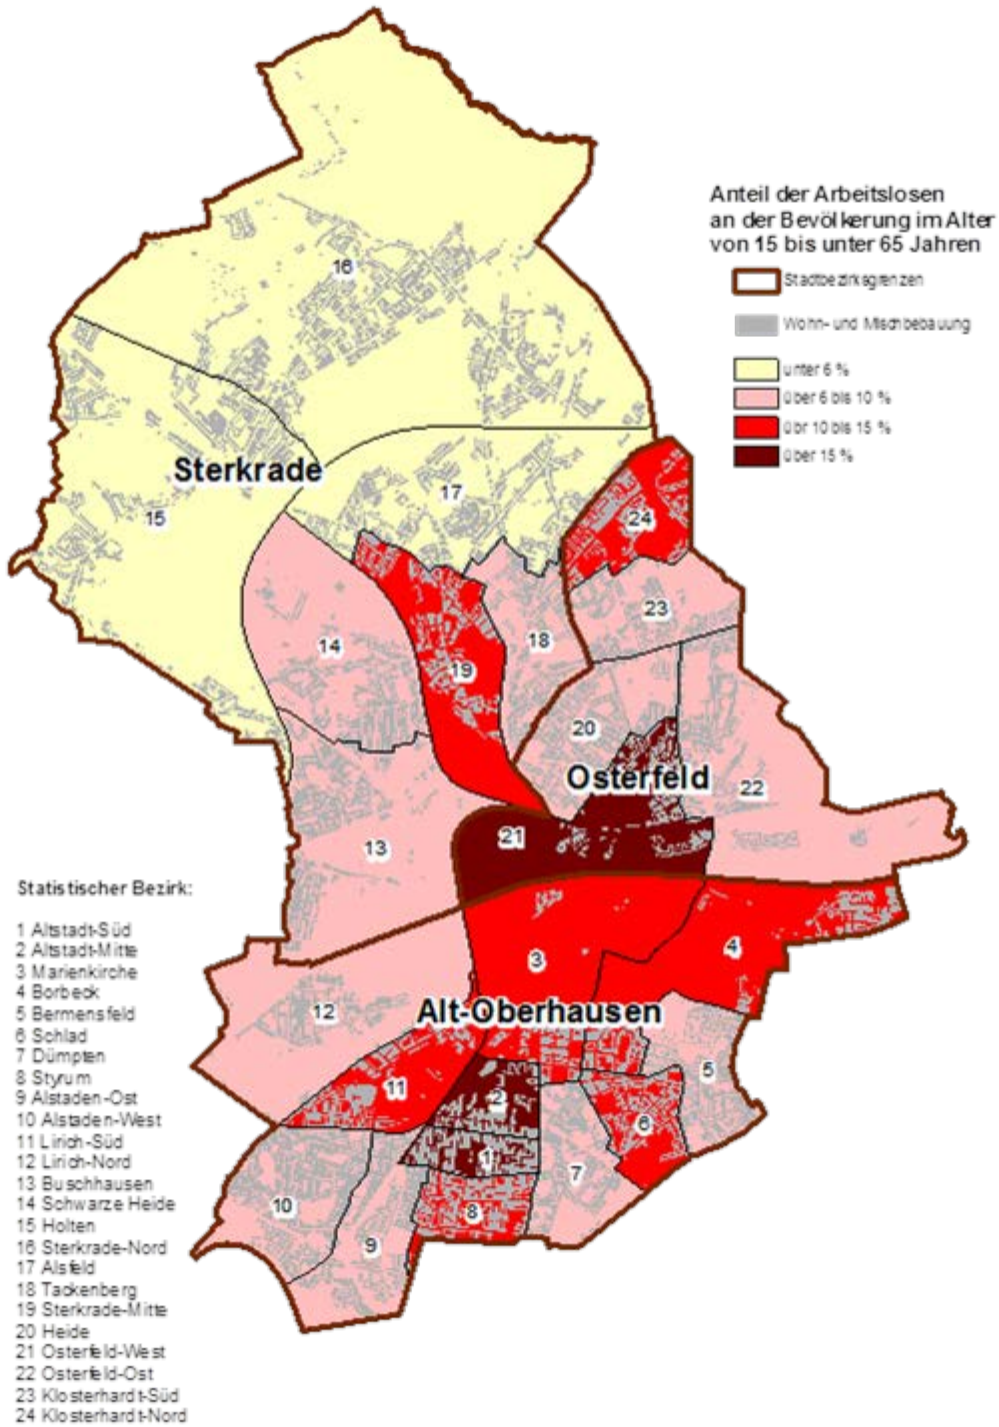 Anteil der Arbeitslosen
an der Bevölkerung im Alter
von 15 bis unter 65 Jahren
Stadtbezirksgrenzen
Wohn- und Mischbebauung
unter 6 %
über 6 bis 10 %
übr 10 bis 15 %
über 15 %
16
Sterkrade
17
15
24
23
18
14
19
20
Osterfeld
22
21
13
4
3
12
Alt-Oberhausen
5
11
2
6
1
7
10
8
9
Statistischer Bezirk:
1 Altstadt-Süd
2 Altstadt-Mitte
3 Marienkirche
4 Borbeck
5 Bermensfeld
6 Schlad
7 Dümpten
8 Styrum
9 Alstaden-Ost
10 Alstaden-West
11 Lirich-Süd
12 Lirich-Nord
13 Buschhausen
14 Schwarze Heide
15 Holten
16 Sterkrade-Nord
17 Alsfeld
18 Tackenberg
19 Sterkrade-Mitte
20 Heide
21 Osterfeld-West
22 Osterfeld-Ost
23 Klosterhardt-Süd
24 Klosterhardt-Nord